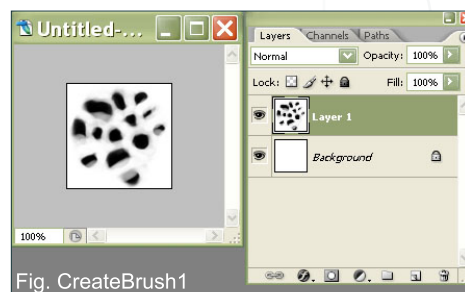 Untitled-...
Layers Channels Paths
Normal Opacity: 100%
Lock: Fill: 100%
Layer 1
Background
100%
Fig. CreateBrush1